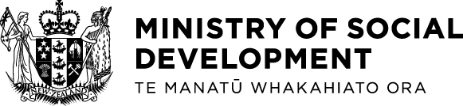 MINISTRY OF SOCIAL
DEVELOPMENT
TE MANATŪ WHAKAHIATO ORA